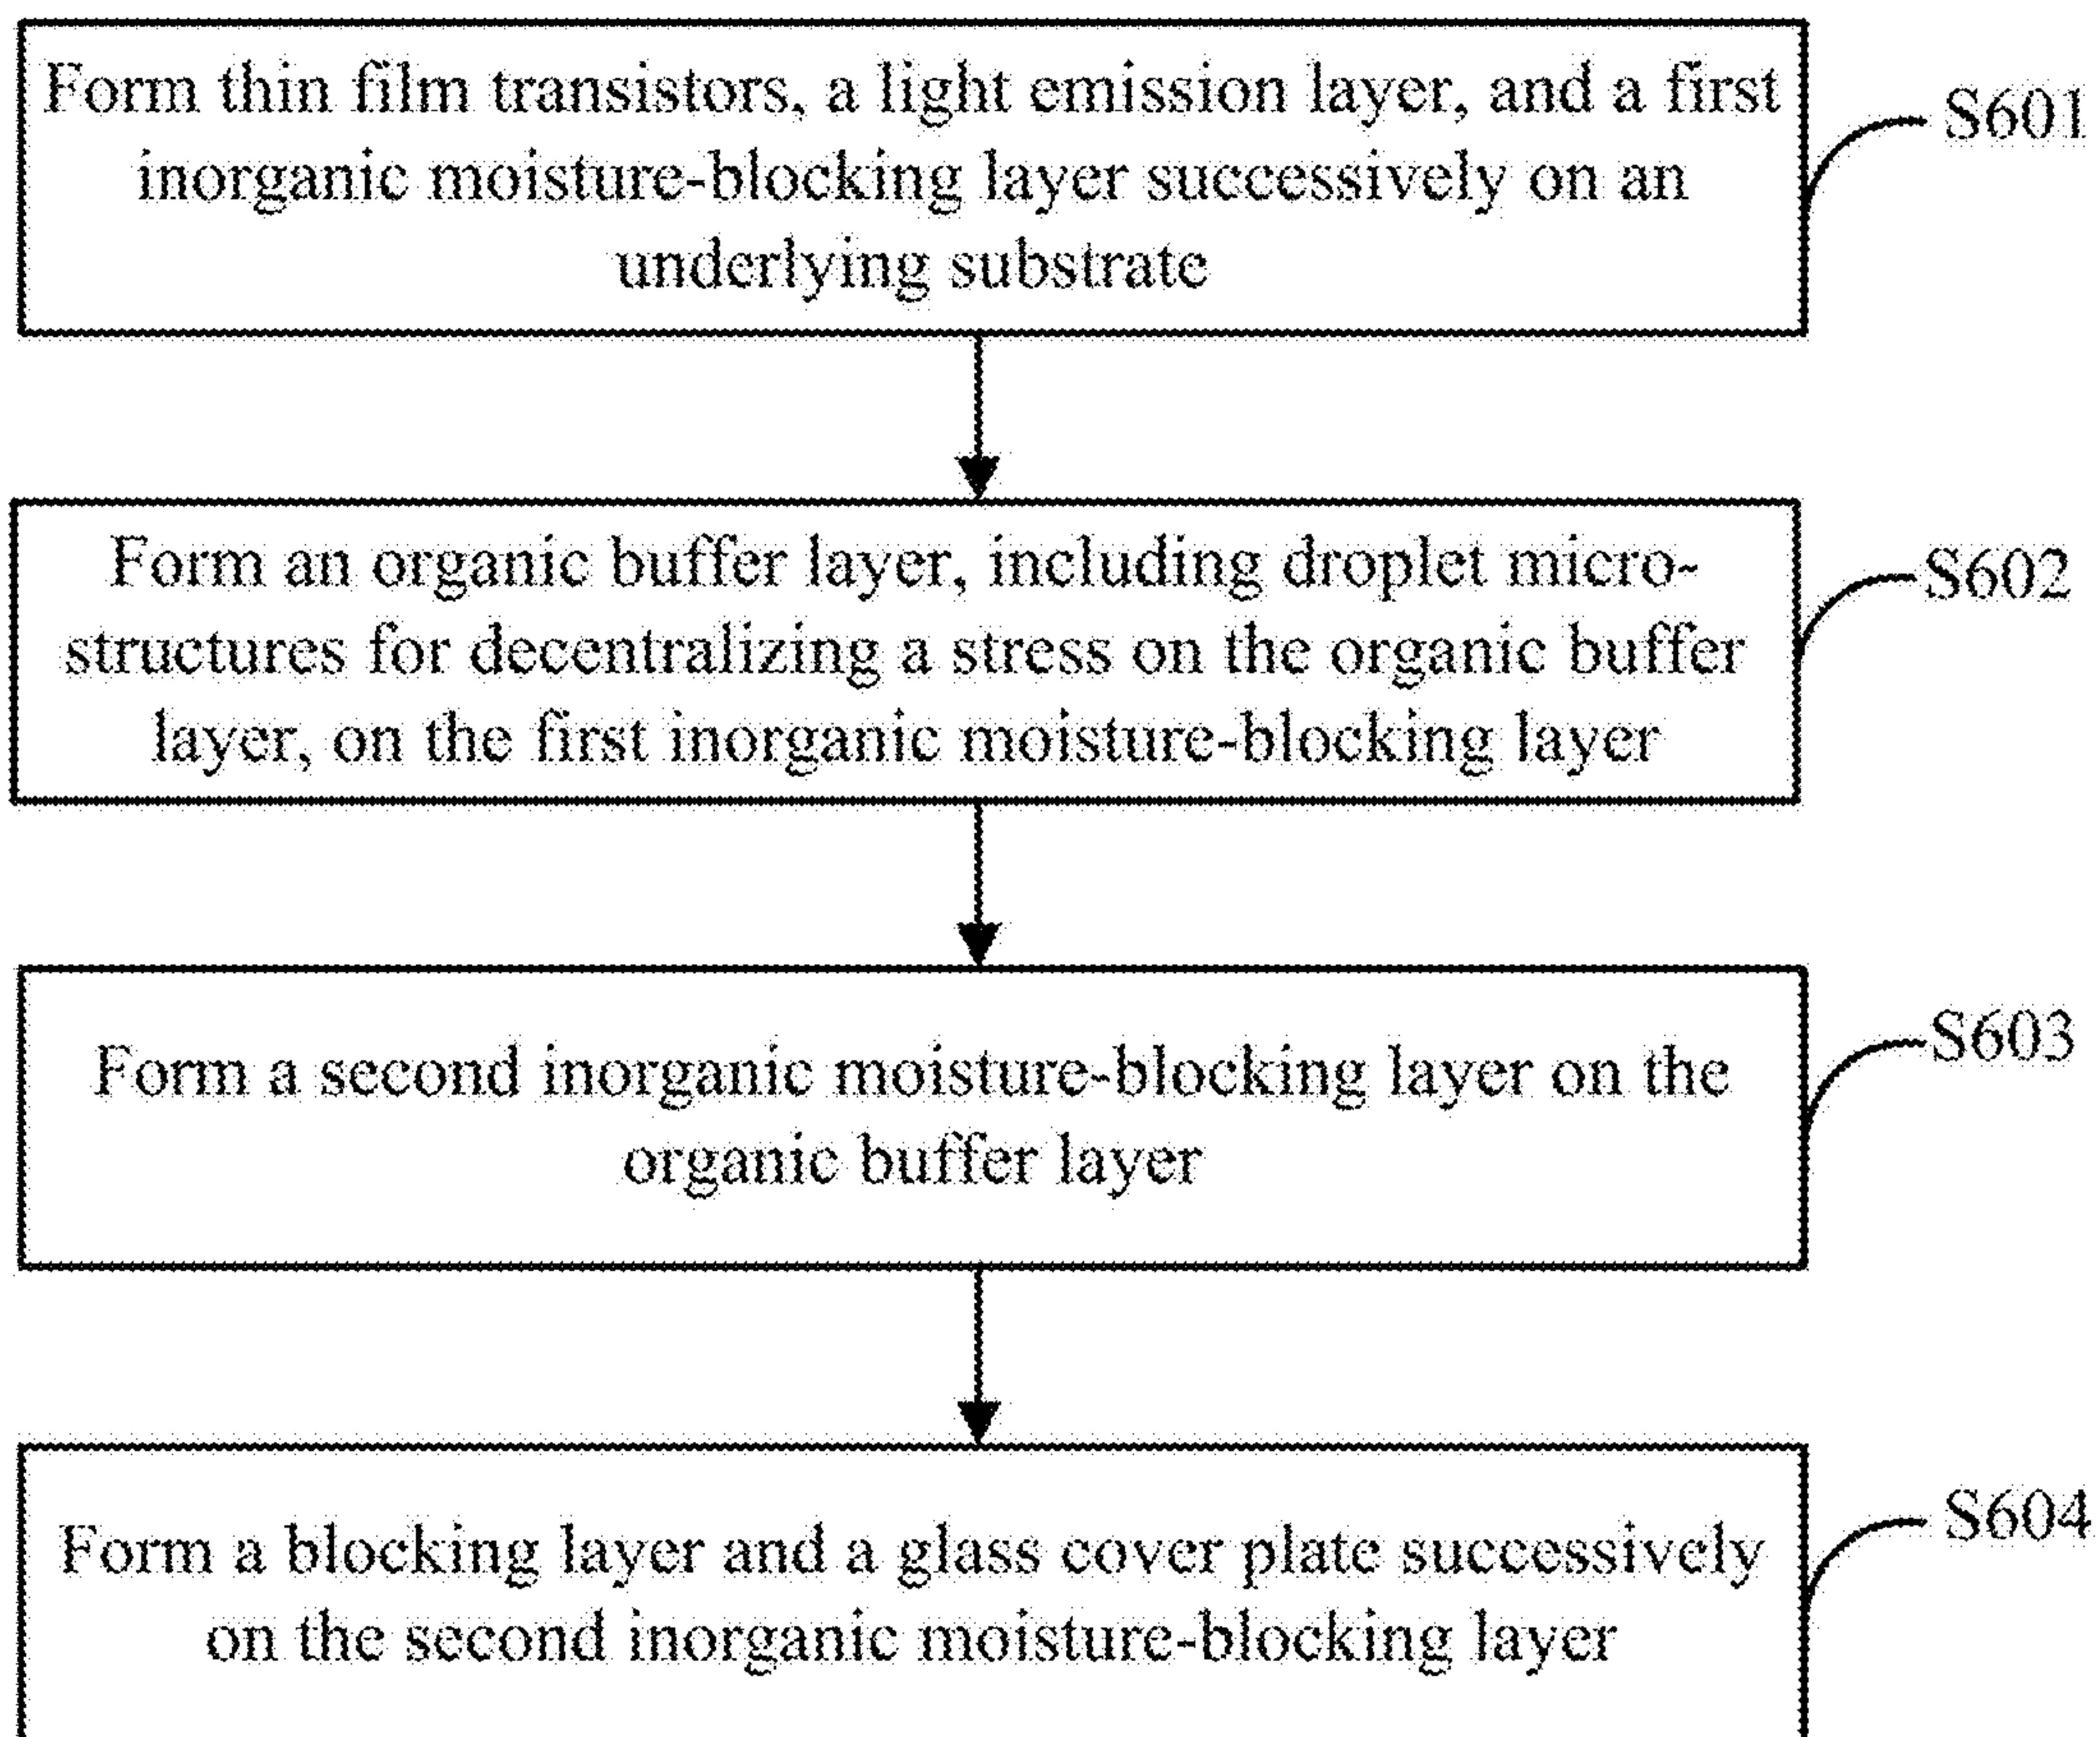 Form thin film transistors, a light emission layer, and a first
inorganic moisture-blocking layer successively on an
underlying substrate
S601
Form an organic buffer layer, including droplet micro-
structures for decentralizing a stress on the organic buffer
layer, on the first inorganic moisture-blocking layer
S602
Form a second inorganic moisture-blocking layer on the
organic buffer layer
S603
Form a blocking layer and a glass cover plate successively
on the second inorganic moisture-blocking layer
S604